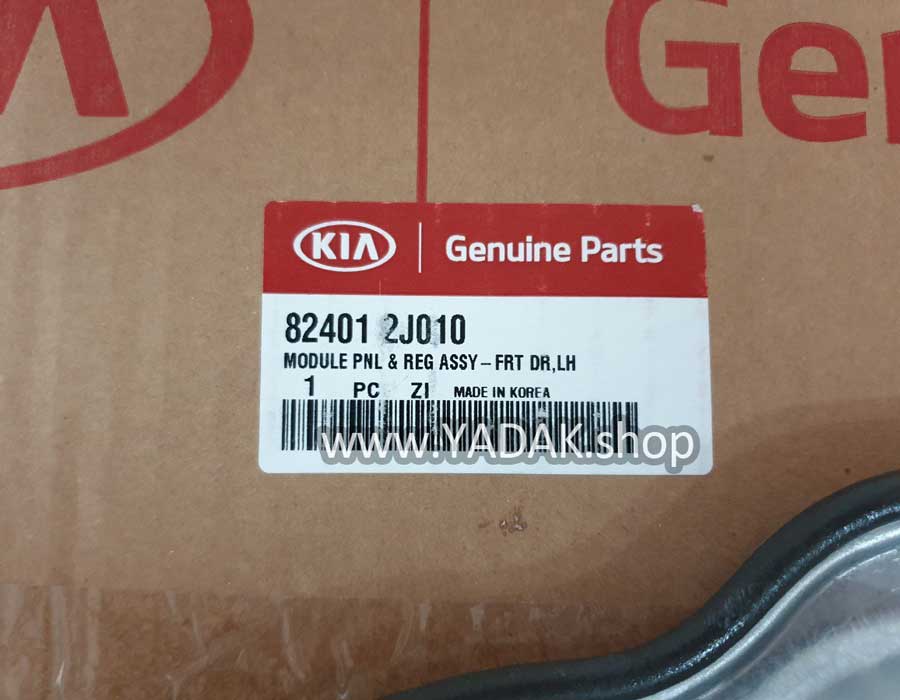 KIA
Genuine Parts
82401 2J010
MODULE PNL & REG ASSY – FRT DR,LH
1 PC ZI MADE IN KOREA
www.YADAK.shop